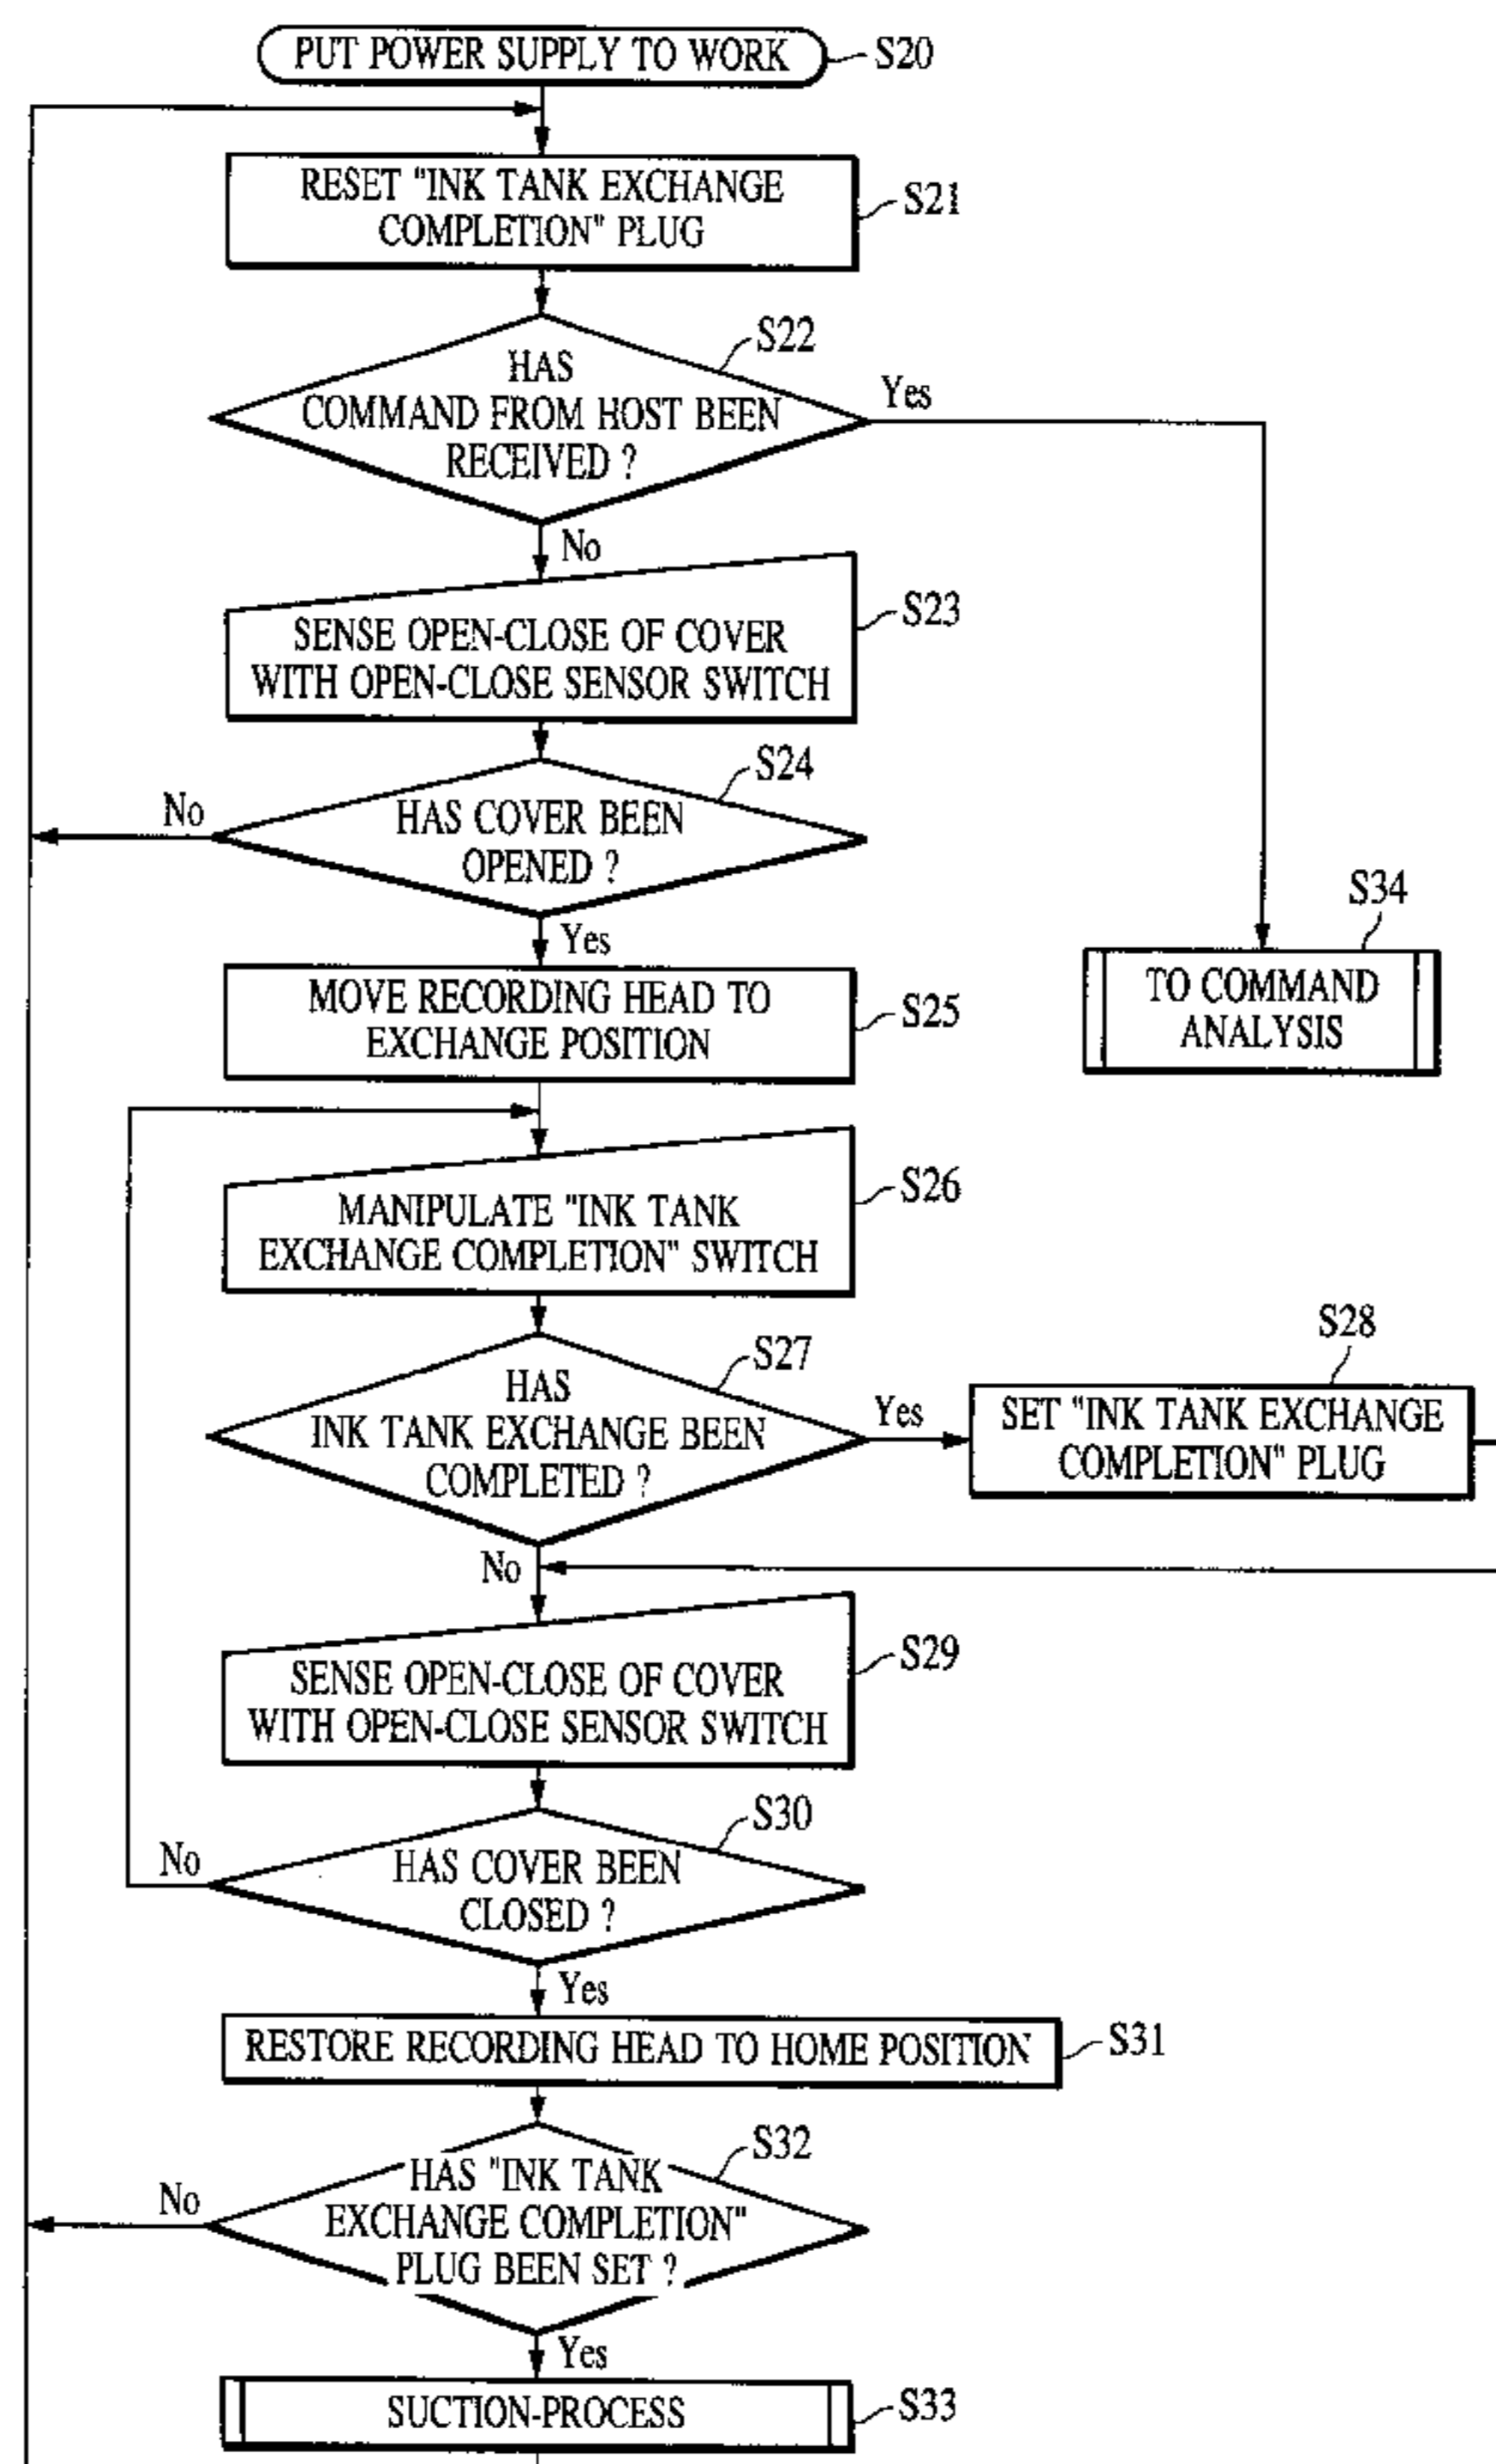 PUT POWER SUPPLY TO WORK
S20
RESET "INK TANK EXCHANGE
COMPLETION" PLUG
S21
S22
HAS
COMMAND FROM HOST BEEN
RECEIVED ?
Yes
No
SENSE OPEN-CLOSE OF COVER
WITH OPEN-CLOSE SENSOR SWITCH
S23
S24
No
HAS COVER BEEN
OPENED ?
Yes
S34
TO COMMAND
ANALYSIS
MOVE RECORDING HEAD TO
EXCHANGE POSITION
S25
MANIPULATE "INK TANK
EXCHANGE COMPLETION" SWITCH
S26
S27
HAS
INK TANK EXCHANGE BEEN
COMPLETED ?
Yes
S28
SET "INK TANK EXCHANGE
COMPLETION" PLUG
No
SENSE OPEN-CLOSE OF COVER
WITH OPEN-CLOSE SENSOR SWITCH
S29
S30
No
HAS COVER BEEN
CLOSED ?
Yes
RESTORE RECORDING HEAD TO HOME POSITION
S31
S32
No
HAS "INK TANK
EXCHANGE COMPLETION"
PLUG BEEN SET ?
Yes
SUCTION-PROCESS
S33